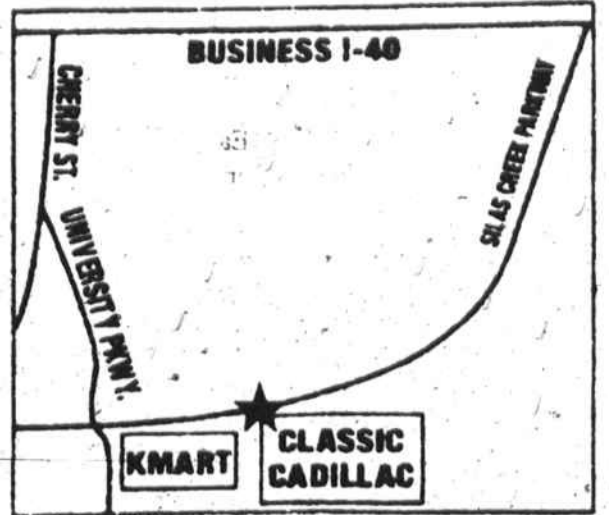 BUSINESS I-40
CHERRY ST.
SILAS CREEK PARKWAY
UNIVERSITY PKWY.
KMART
CLASSIC
CADILLAC